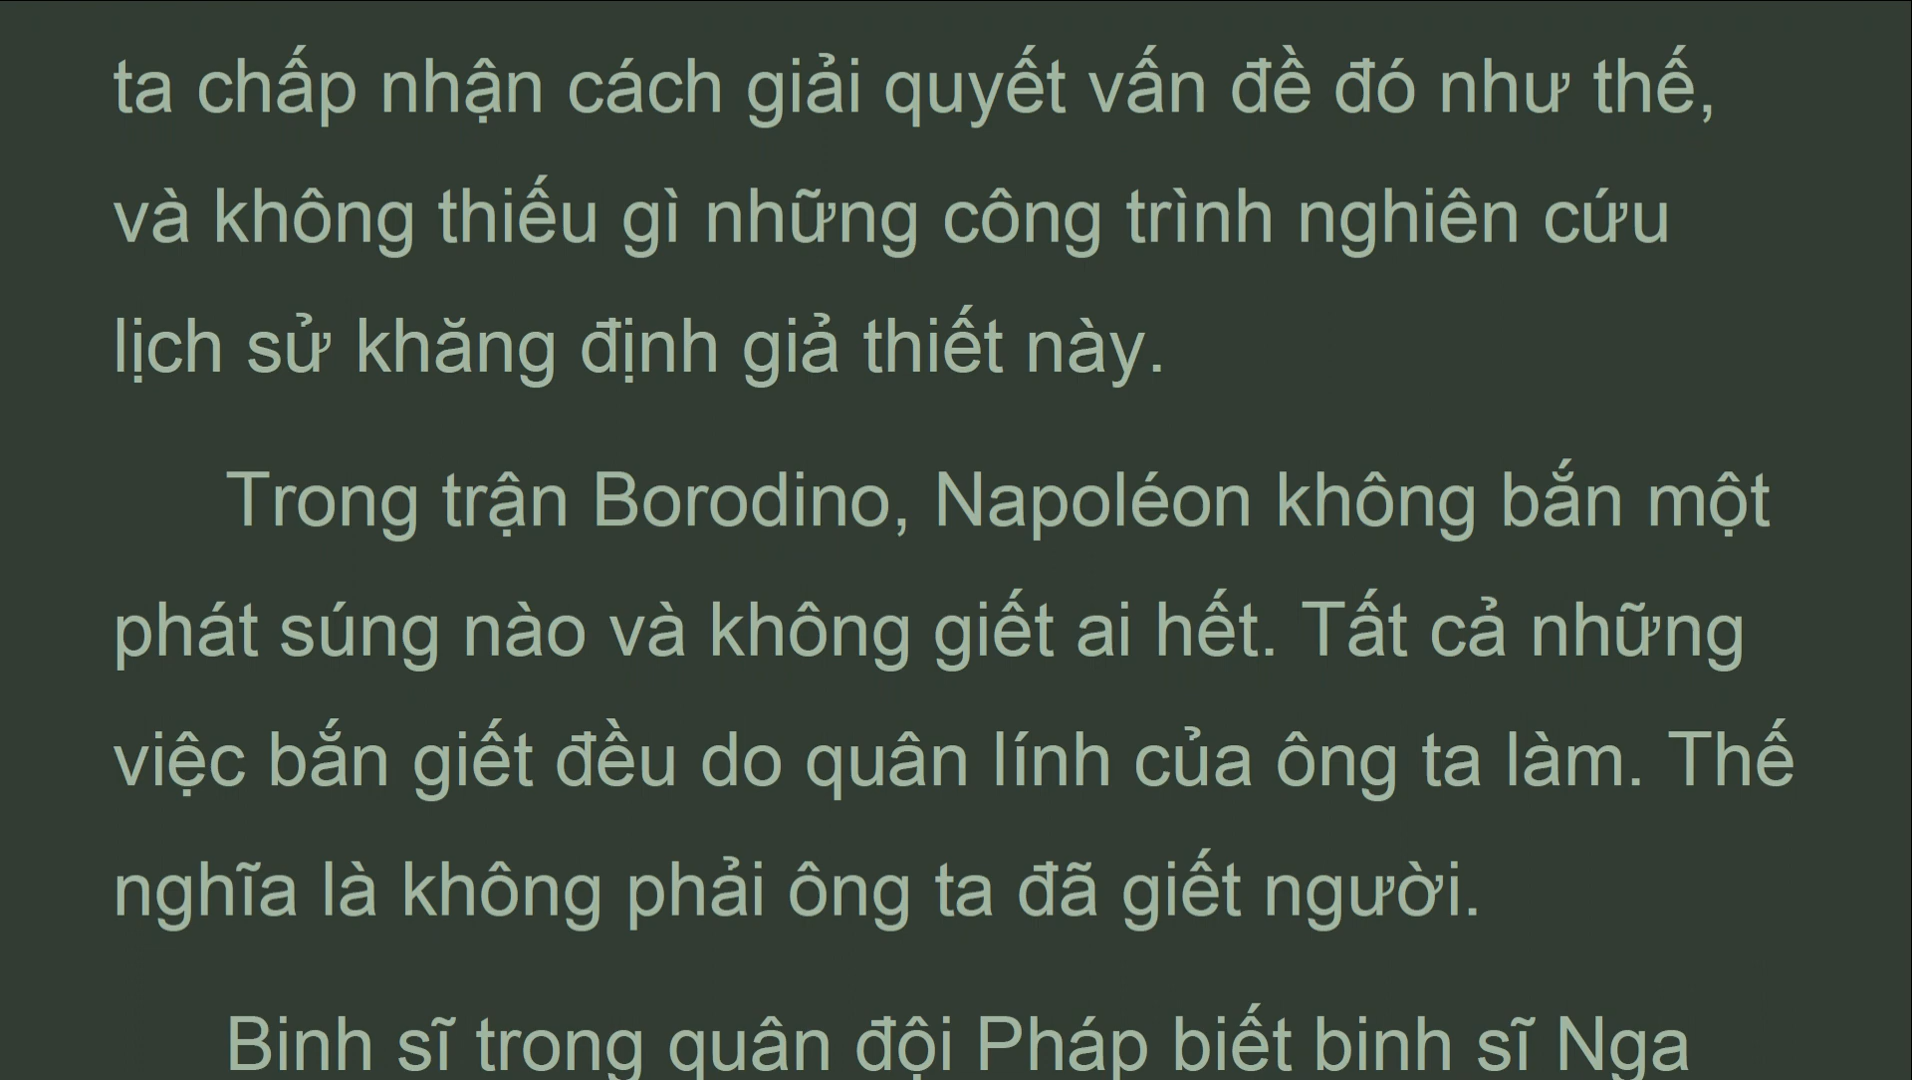 ta chấp nhận cách giải quyết vấn đề đó như thế,
và không thiếu gì những công trình nghiên cứu
lịch sử khăng định giả thiết này.
Trong trận Borodino, Napoléon không bắn một
phát súng nào và không giết ai hết. Tất cả những
việc bắn giết đều do quân lính của ông ta làm. Thế
nghĩa là không phải ông ta đã giết người.
Binh sĩ trong quân đội Pháp biết binh sĩ Nga